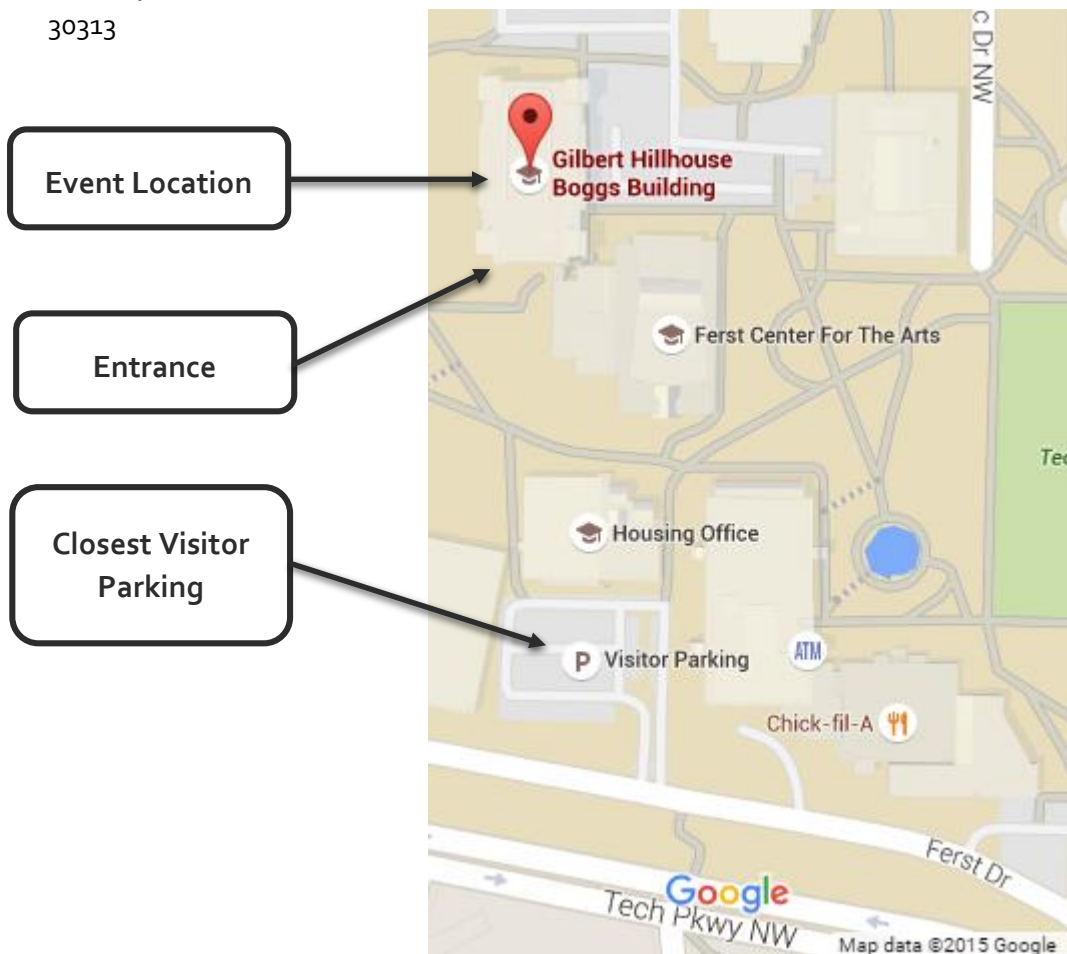 30313
c Dr NW
Event Location
Gilbert Hillhouse
Boggs Building
Entrance
Ferst Center For The Arts
Closest Visitor
Parking
Housing Office
P Visitor Parking
ATM
Chick-fil-A
Ferst Dr
Google
Tech Pkwy NW
Map data ©2015 Google